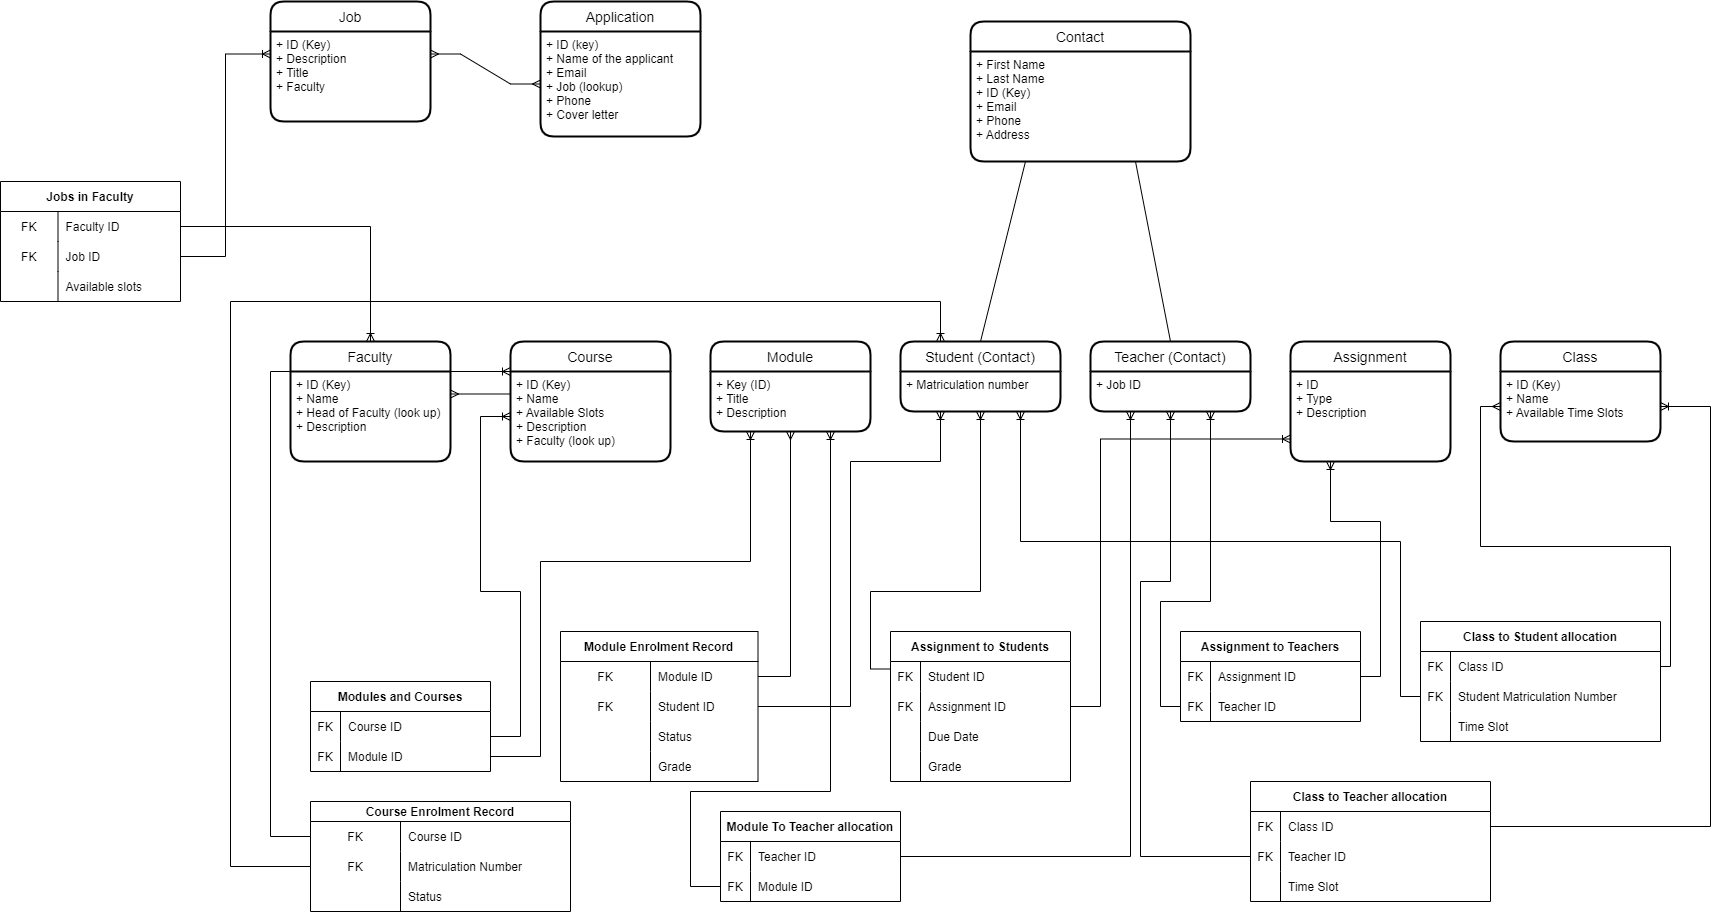 Job
+ ID (Key)
+ Description
+ Title
+ Faculty
Application
+ ID (key)
+ Name of the applicant
+ Email
+ Job (lookup)
+ Phone
+ Cover letter
Contact
+ First Name
+ Last Name
+ ID (Key)
+ Email
+ Phone
+ Address
Jobs in Faculty
FK Faculty ID
FK Job ID
Available slots
Faculty
+ ID (Key)
+ Name
+ Head of Faculty (look up)
+ Description
Course
+ ID (Key)
+ Name
+ Available Slots
+ Description
+ Faculty (look up)
Module
+ Key (ID)
+ Title
+ Description
Student (Contact)
+ Matriculation number
Teacher (Contact)
+ Job ID
Assignment
+ ID
+ Type
+ Description
Class
+ ID (Key)
+ Name
+ Available Time Slots
Modules and Courses
FK Course ID
FK Module ID
Module Enrolment Record
FK Module ID
FK Student ID
Status
Grade
Assignment to Students
FK Student ID
FK Assignment ID
Due Date
Grade
Assignment to Teachers
FK Assignment ID
FK Teacher ID
Class to Student allocation
FK Class ID
FK Student Matriculation Number
Time Slot
Course Enrolment Record
FK Course ID
FK Matriculation Number
Status
Module To Teacher allocation
FK Teacher ID
FK Module ID
Class to Teacher allocation
FK Class ID
FK Teacher ID
Time Slot